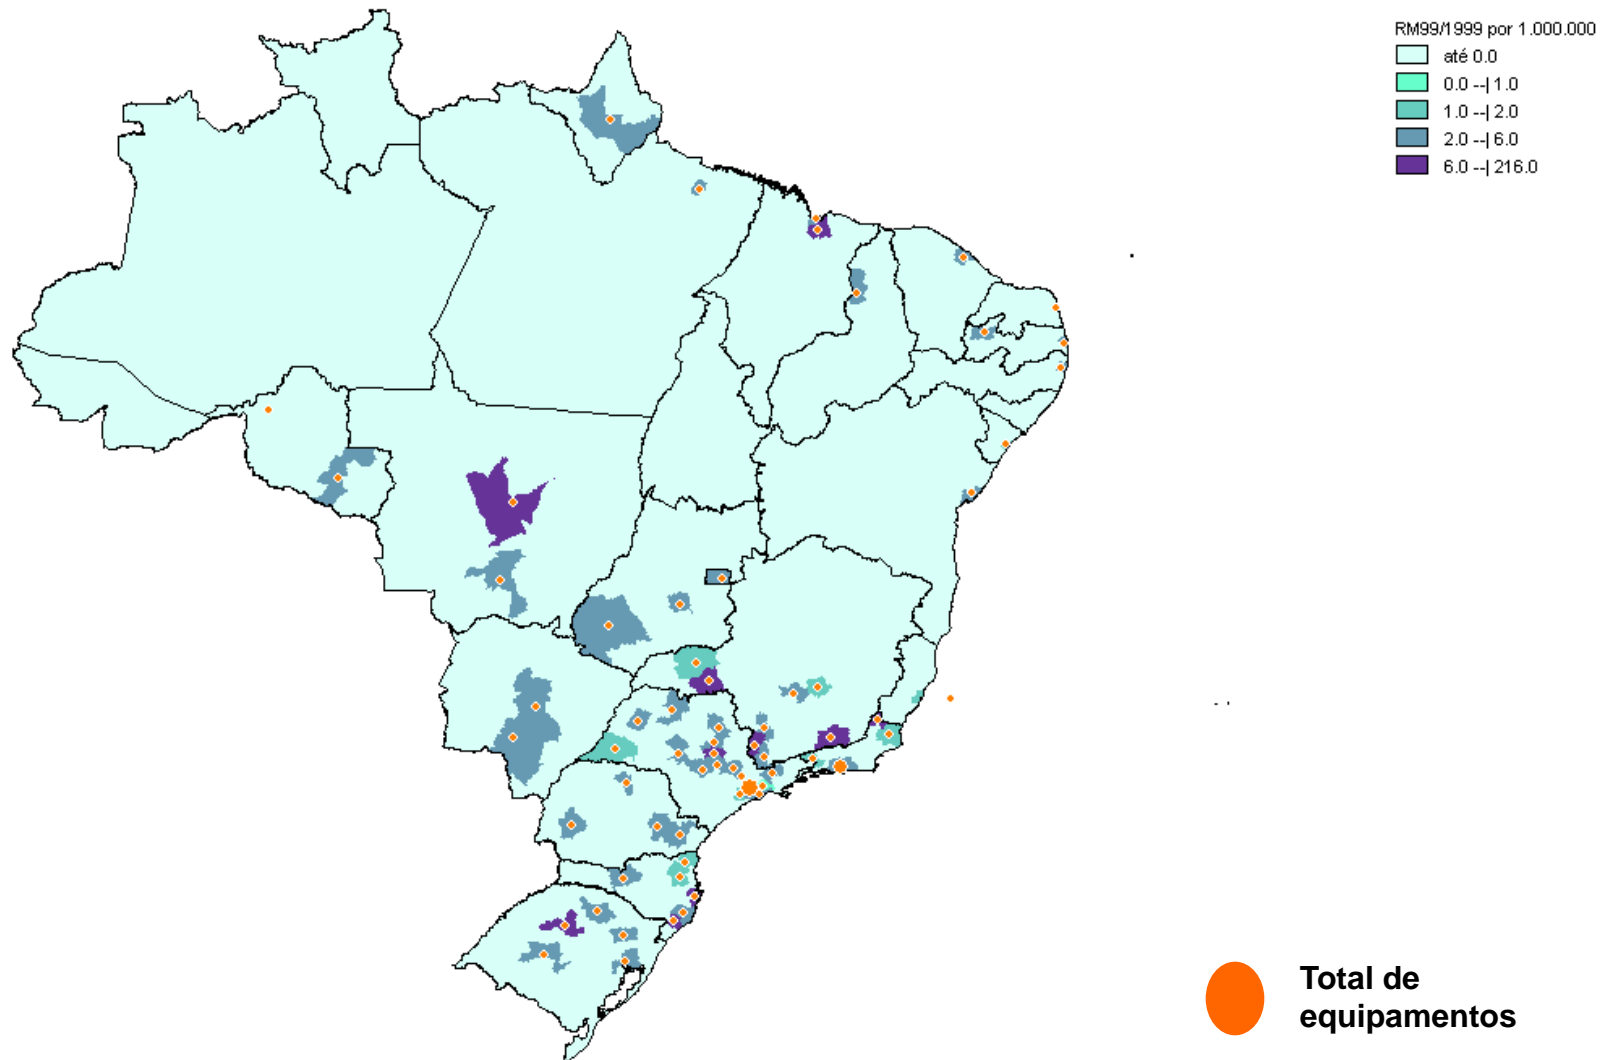 RM99/1999 por 1.000.000
até 0.0
0.0 --| 1.0
1.0 --| 2.0
2.0 --| 6.0
6.0 --| 216.0
Total de
equipamentos